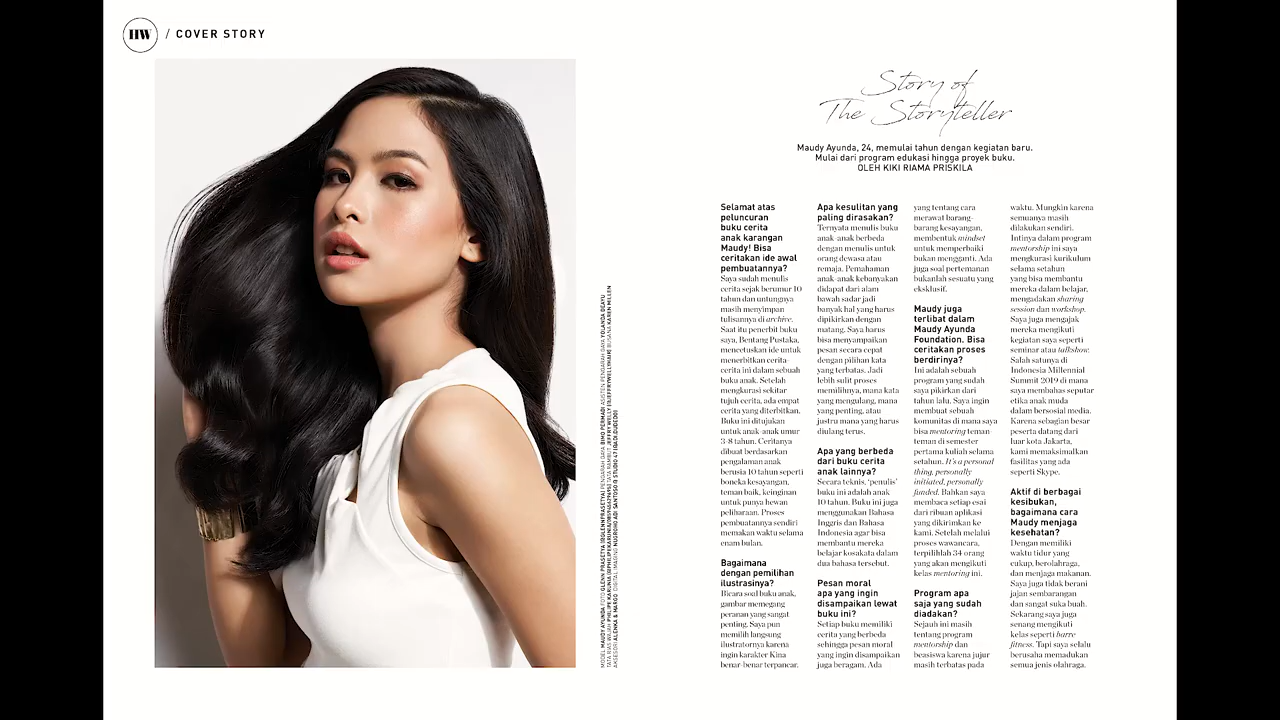 HW / COVER STORY
Story of
The Storyteller
Maudy Ayunda, 24, memulai tahun dengan kegiatan baru.
Mulai dari program edukasi hingga proyek buku.
OLEH KIKI RIAMA PRISKILA
Selamat atas
peluncuran
buku cerita
anak karangan
Maudy! Bisa
ceritakan ide awal
pembuatannya?
Saya sudah menulis
cerita sejak berumur 10
tahun dan untungnya
masih menyimpan
tulisannya di archive.
Saat itu penerbit buku
saya, Bentang Pustaka,
mencetuskan ide untuk
menerbitkan cerita-
cerita ini dalam sebuah
buku anak. Setelah
mengkurasi sekitar
tujuh cerita, ada empat
cerita yang diterbitkan.
Buku ini ditujukan
untuk anak-anak umur
3-8 tahun. Ceritanya
dibuat berdasarkan
pengalaman anak
berusia 10 tahun seperti
boneka kesayangan,
teman baik, keinginan
untuk punya hewan
peliharaan. Proses
pembuatannya sendiri
memakan waktu selama
enam bulan.
Bagaimana
dengan pemilihan
ilustrasinya?
Bicara soal buku anak,
gambar memegang
peranan yang sangat
penting. Saya pun
memilih langsung
ilustratornya karena
ingin karakter Kina
benar-benar terpancar.
Apa kesulitan yang
paling dirasakan?
Ternyata menulis buku
anak-anak berbeda
dengan menulis untuk
orang dewasa atau
remaja. Pemahaman
anak-anak kebanyakan
didapat dari alam
bawah sadar jadi
banyak hal yang harus
dipikirkan dengan
matang. Saya harus
bisa menyampaikan
pesan secara cepat
dengan pilihan kata
yang terbatas. Jadi
lebih sulit proses
memilihnya, mana kata
yang mengulang, mana
yang penting, atau
justru mana yang harus
diulang terus.
Apa yang berbeda
dari buku cerita
anak lainnya?
Secara teknis, 'penulis'
buku ini adalah anak
10 tahun. Buku ini juga
menggunakan Bahasa
Inggris dan Bahasa
Indonesia agar bisa
membantu mereka
belajar kosakata dalam
dua bahasa tersebut.
Pesan moral
apa yang ingin
disampaikan lewat
buku ini?
Setiap buku memiliki
cerita yang berbeda
sehingga pesan moral
yang ingin disampaikan
juga beragam. Ada
yang tentang cara
merawat barang-
barang kesayangan,
membentuk mindset
untuk memperbaiki
bukan mengganti. Ada
juga soal pertemanan
bukanlah sesuatu yang
eksklusif.
Maudy juga
terlibat dalam
Maudy Ayunda
Foundation. Bisa
ceritakan proses
berdirinya?
Ini adalah sebuah
program yang sudah
saya pikirkan dari
tahun lalu. Saya ingin
membuat sebuah
komunitas di mana saya
bisa mentoring teman-
teman di semester
pertama kuliah selama
setahun. It's a personal
thing, personally
initiated, personally
funded. Bahkan saya
membaca setiap esai
dari ribuan aplikasi
yang dikirimkan ke
kami. Setelah melalui
proses wawancara,
terpilihlah 34 orang
yang akan mengikuti
kelas mentoring ini.
Program apa
saja yang sudah
diadakan?
Sejauh ini masih
tentang program
mentorship dan
beasiswa karena jujur
masih terbatas pada
waktu. Mungkin karena
semuanya masih
dilakukan sendiri.
Intinya dalam program
mentorship ini saya
mengkurasi kurikulum
selama setahun
yang bisa membantu
mereka dalam belajar,
mengadakan sharing
session dan workshop.
Saya juga mengajak
mereka mengikuti
kegiatan saya seperti
seminar atau talkshow.
Salah satunya di
Indonesia Millennial
Summit 2019 di mana
saya membahas seputar
etika anak muda
dalam bersosial media.
Karena sebagian besar
peserta datang dari
luar kota Jakarta,
kami memaksimalkan
fasilitas yang ada
seperti Skype.
Aktif di berbagai
kesibukan,
bagaimana cara
Maudy menjaga
kesehatan?
Dengan memiliki
waktu tidur yang
cukup, berolahraga,
dan menjaga makanan.
Saya juga tidak berani
jajan sembarangan
dan sangat suka buah.
Sekarang saya juga
senang mengikuti
kelas seperti barre
fitness. Tapi saya selalu
berusaha memadukan
semua jenis olahraga.